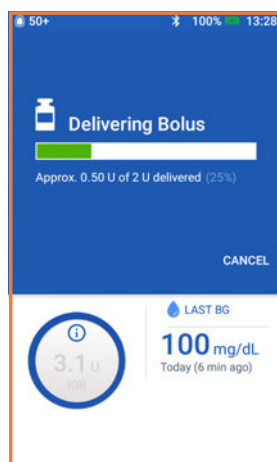 50+ 100% 13:28
Delivering Bolus
Approx. 0.50 U of 2 U delivered (25%)
CANCEL
3.1 U
IOB
LAST BG
100 mg/dL
Today (6 min ago)